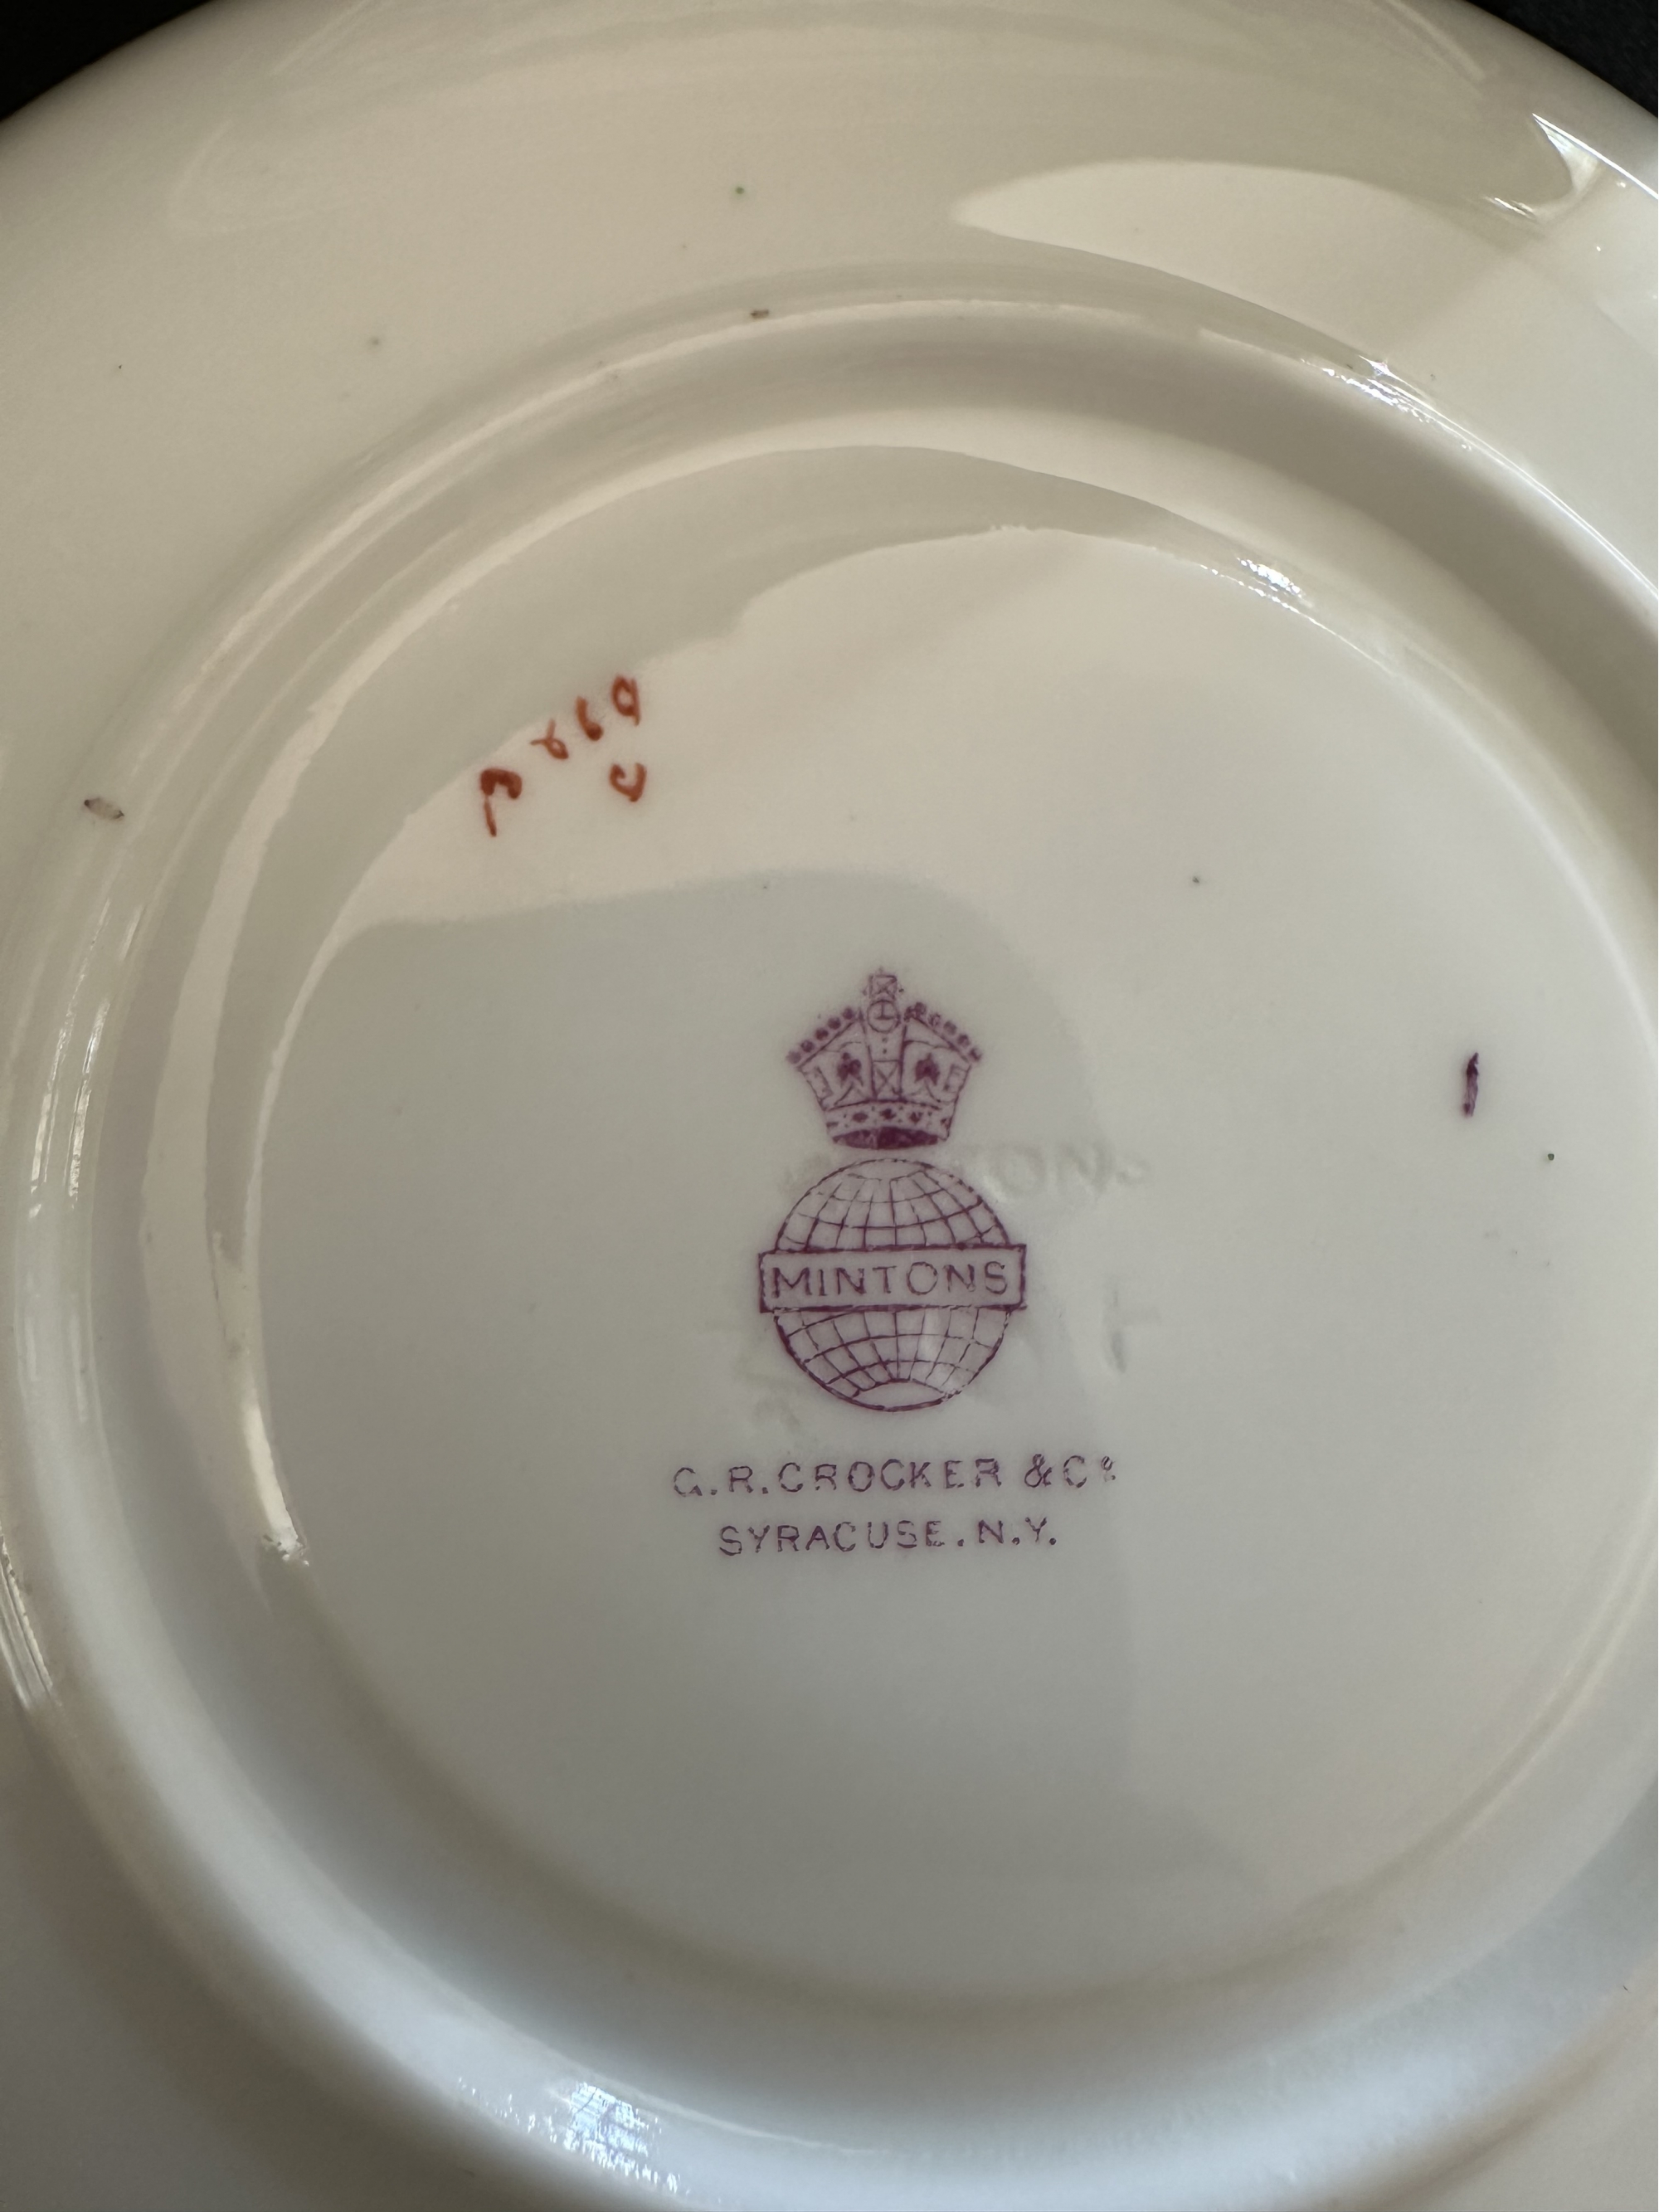 MINTONS
G.R.CROCKER & Co
SYRACUSE. N.Y.